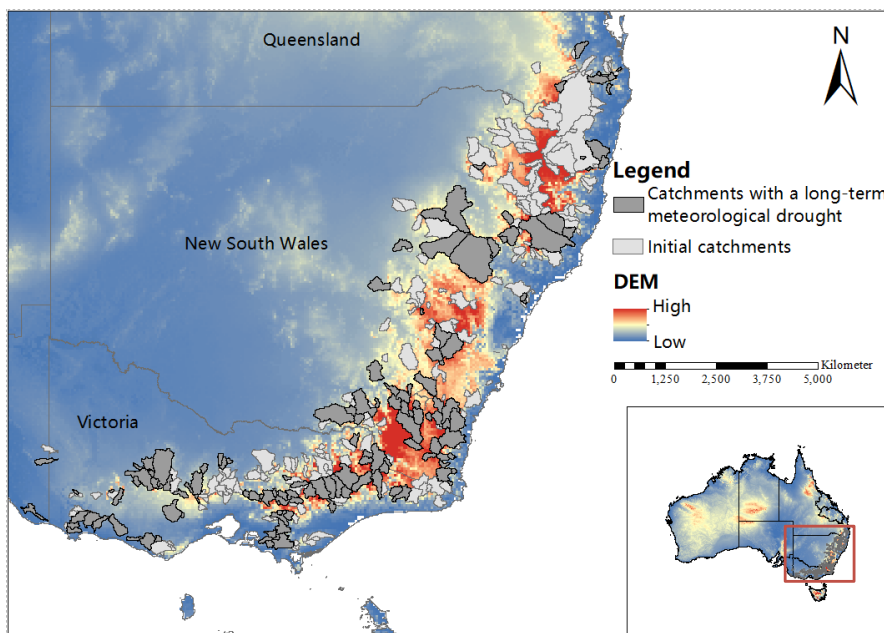 Queensland
N
Legend
Catchments with a long-term
meteorological drought
New South Wales
Initial catchments
DEM
High
Low
Kilometer
0 1,250 2,500 3,750 5,000
Victoria